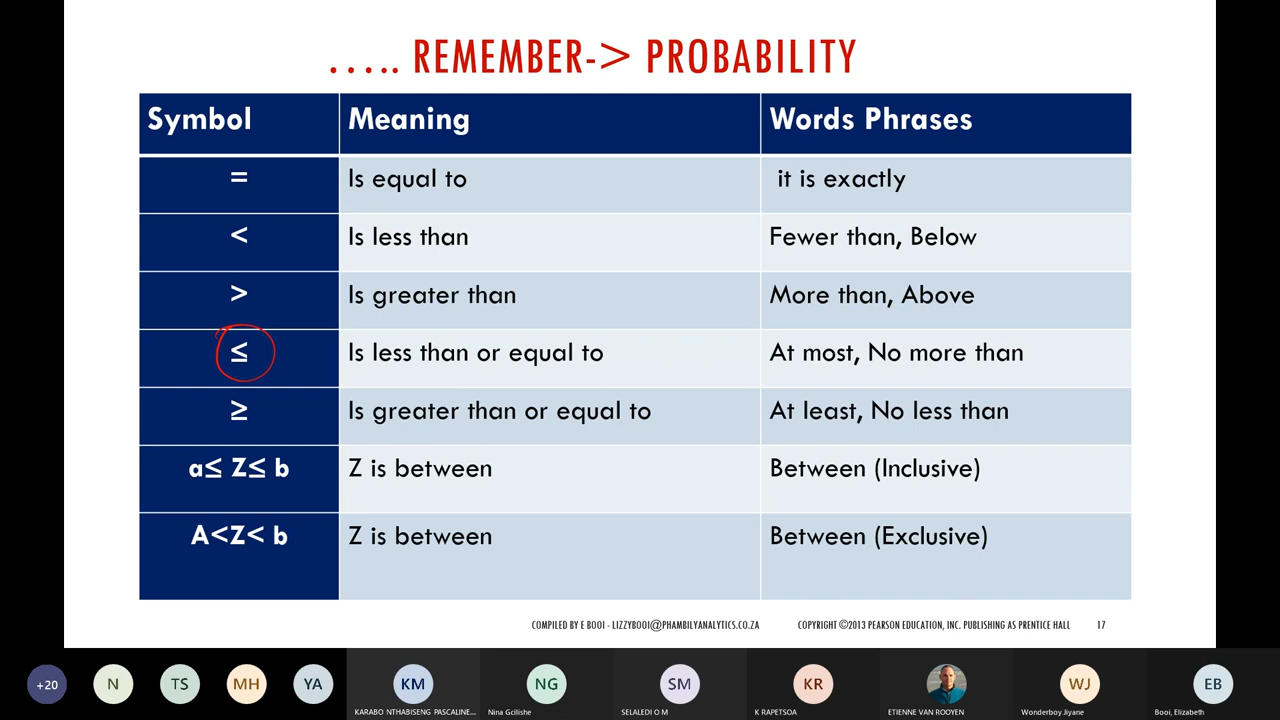 ..... REMEMBER-> PROBABILITY
Symbol Meaning Words Phrases
= Is equal to it is exactly
< Is less than Fewer than, Below
> Is greater than More than, Above
≤ Is less than or equal to At most, No more than
≥ Is greater than or equal to At least, No less than
a≤ Z≤ b Z is between Between (Inclusive)
A<Z< b Z is between Between (Exclusive)
COMPILED BY E BOOI - LIZZYBOOI@PHAMBILYANALYTICS.CO.ZA COPYRIGHT ©2013 PEARSON EDUCATION, INC. PUBLISHING AS PRENTICE HALL 17
+20 N TS MH YA KM NG SM KR WJ EB
KARABO NTHABISENG PASCALINE... Nina Gcilishe SELALEDI O M K RAPETSOA ETIENNE VAN ROOYEN Wonderboy Jiyane Booi, Elizabeth